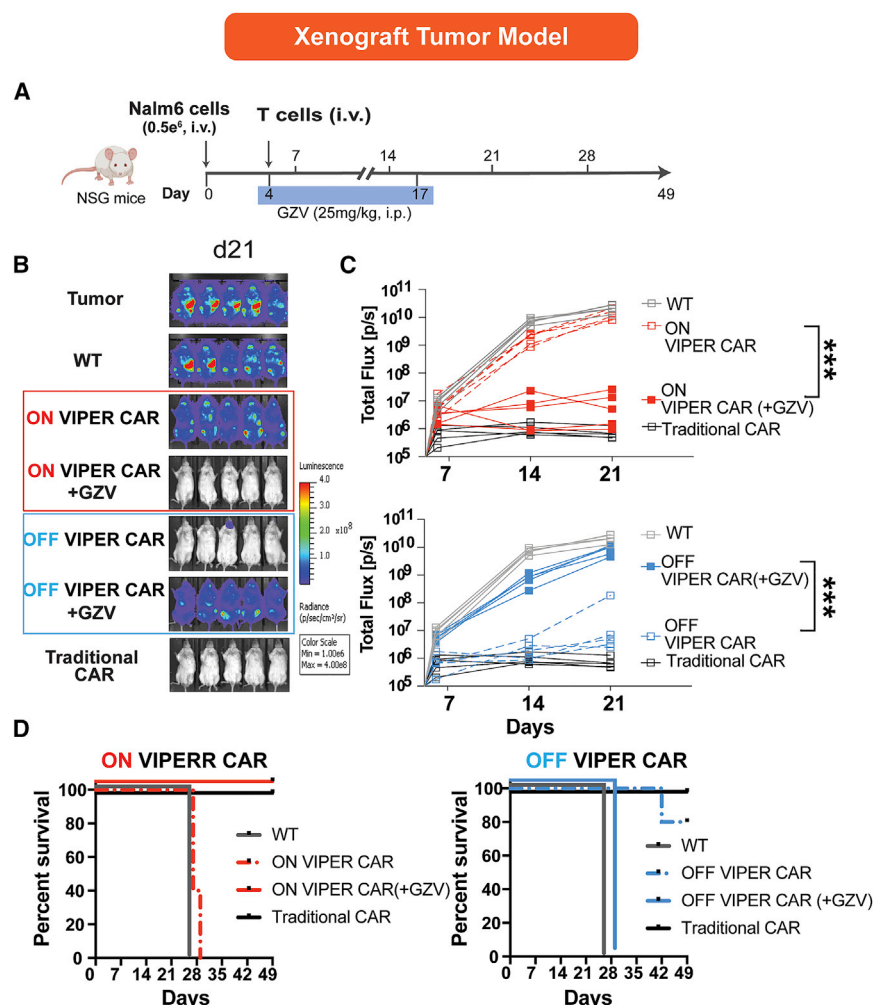 Xenograft Tumor Model
A
Nalm6 cells
(0.5e⁶, i.v.)
T cells (i.v.)
7
14
21
28
NSG mice
Day
0
4
17
49
GZV (25mg/kg, i.p.)
B
d21
Tumor
WT
ON VIPER CAR
ON VIPER CAR
+GZV
OFF VIPER CAR
OFF VIPER CAR
+GZV
Traditional
CAR
Luminescence
4.0
3.0
2.0
x10⁸
1.0
Radiance
(p/sec/cm²/sr)
Color Scale
Min = 1.00e6
Max = 4.00e8
C
Total Flux [p/s]
10¹¹
10¹⁰
10⁹
10⁸
10⁷
10⁶
10⁵
7
14
21
WT
ON
VIPER CAR
ON
VIPER CAR (+GZV)
Traditional CAR
***
Total Flux [p/s]
10¹¹
10¹⁰
10⁹
10⁸
10⁷
10⁶
10⁵
7
14
21
Days
WT
OFF
VIPER CAR(+GZV)
OFF
VIPER CAR
Traditional CAR
***
D
ON VIPERR CAR
Percent survival
100
80
60
40
20
0
0 7 14 21 28 35 42 49
Days
WT
ON VIPER CAR
ON VIPER CAR(+GZV)
Traditional CAR
OFF VIPER CAR
Percent survival
100
80
60
40
20
0
0 7 14 21 28 35 42 49
Days
WT
OFF VIPER CAR
OFF VIPER CAR (+GZV)
Traditional CAR